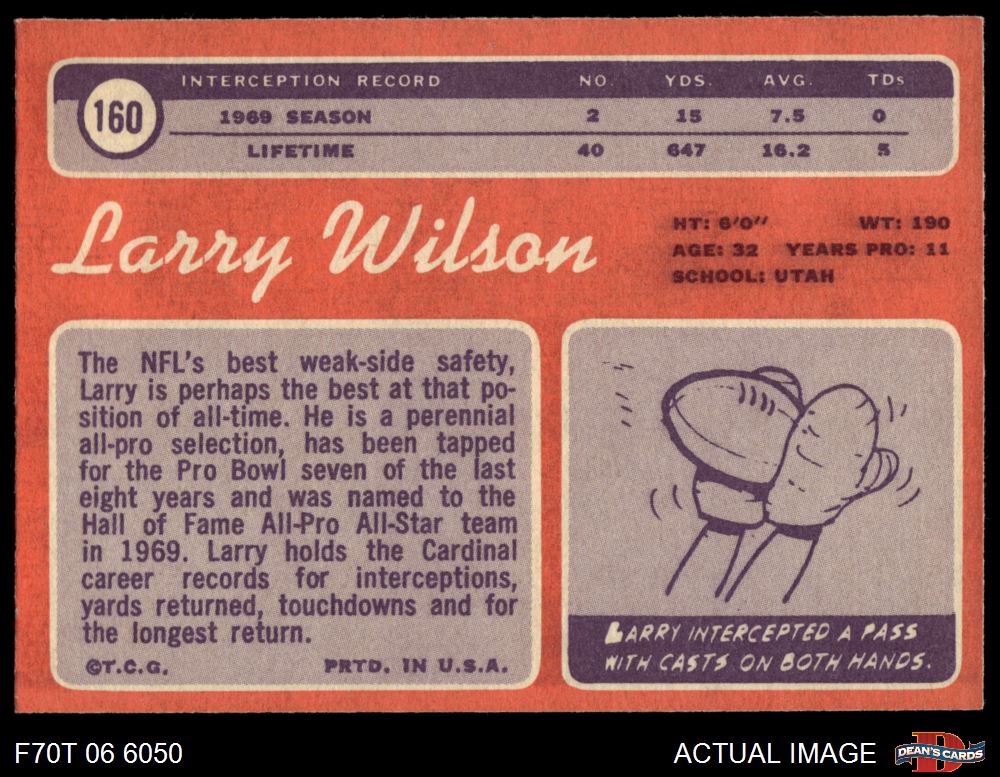 160
INTERCEPTION RECORD NO. YDS. AVG. TDs
1969 SEASON 2 15 7.5 0
LIFETIME 40 647 16.2 5
Larry Wilson
HT: 6'0" WT: 190
AGE: 32 YEARS PRO: 11
SCHOOL: UTAH
The NFL's best weak-side safety,
Larry is perhaps the best at that po-
sition of all-time. He is a perennial
all-pro selection, has been tapped
for the Pro Bowl seven of the last
eight years and was named to the
Hall of Fame All-Pro All-Star team
in 1969. Larry holds the Cardinal
career records for interceptions,
yards returned, touchdowns and for
the longest return.
©T.C.G. PRTD. IN U.S.A.
LARRY INTERCEPTED A PASS
WITH CASTS ON BOTH HANDS.
F70T 06 6050
ACTUAL IMAGE
D
DEAN'S CARDS